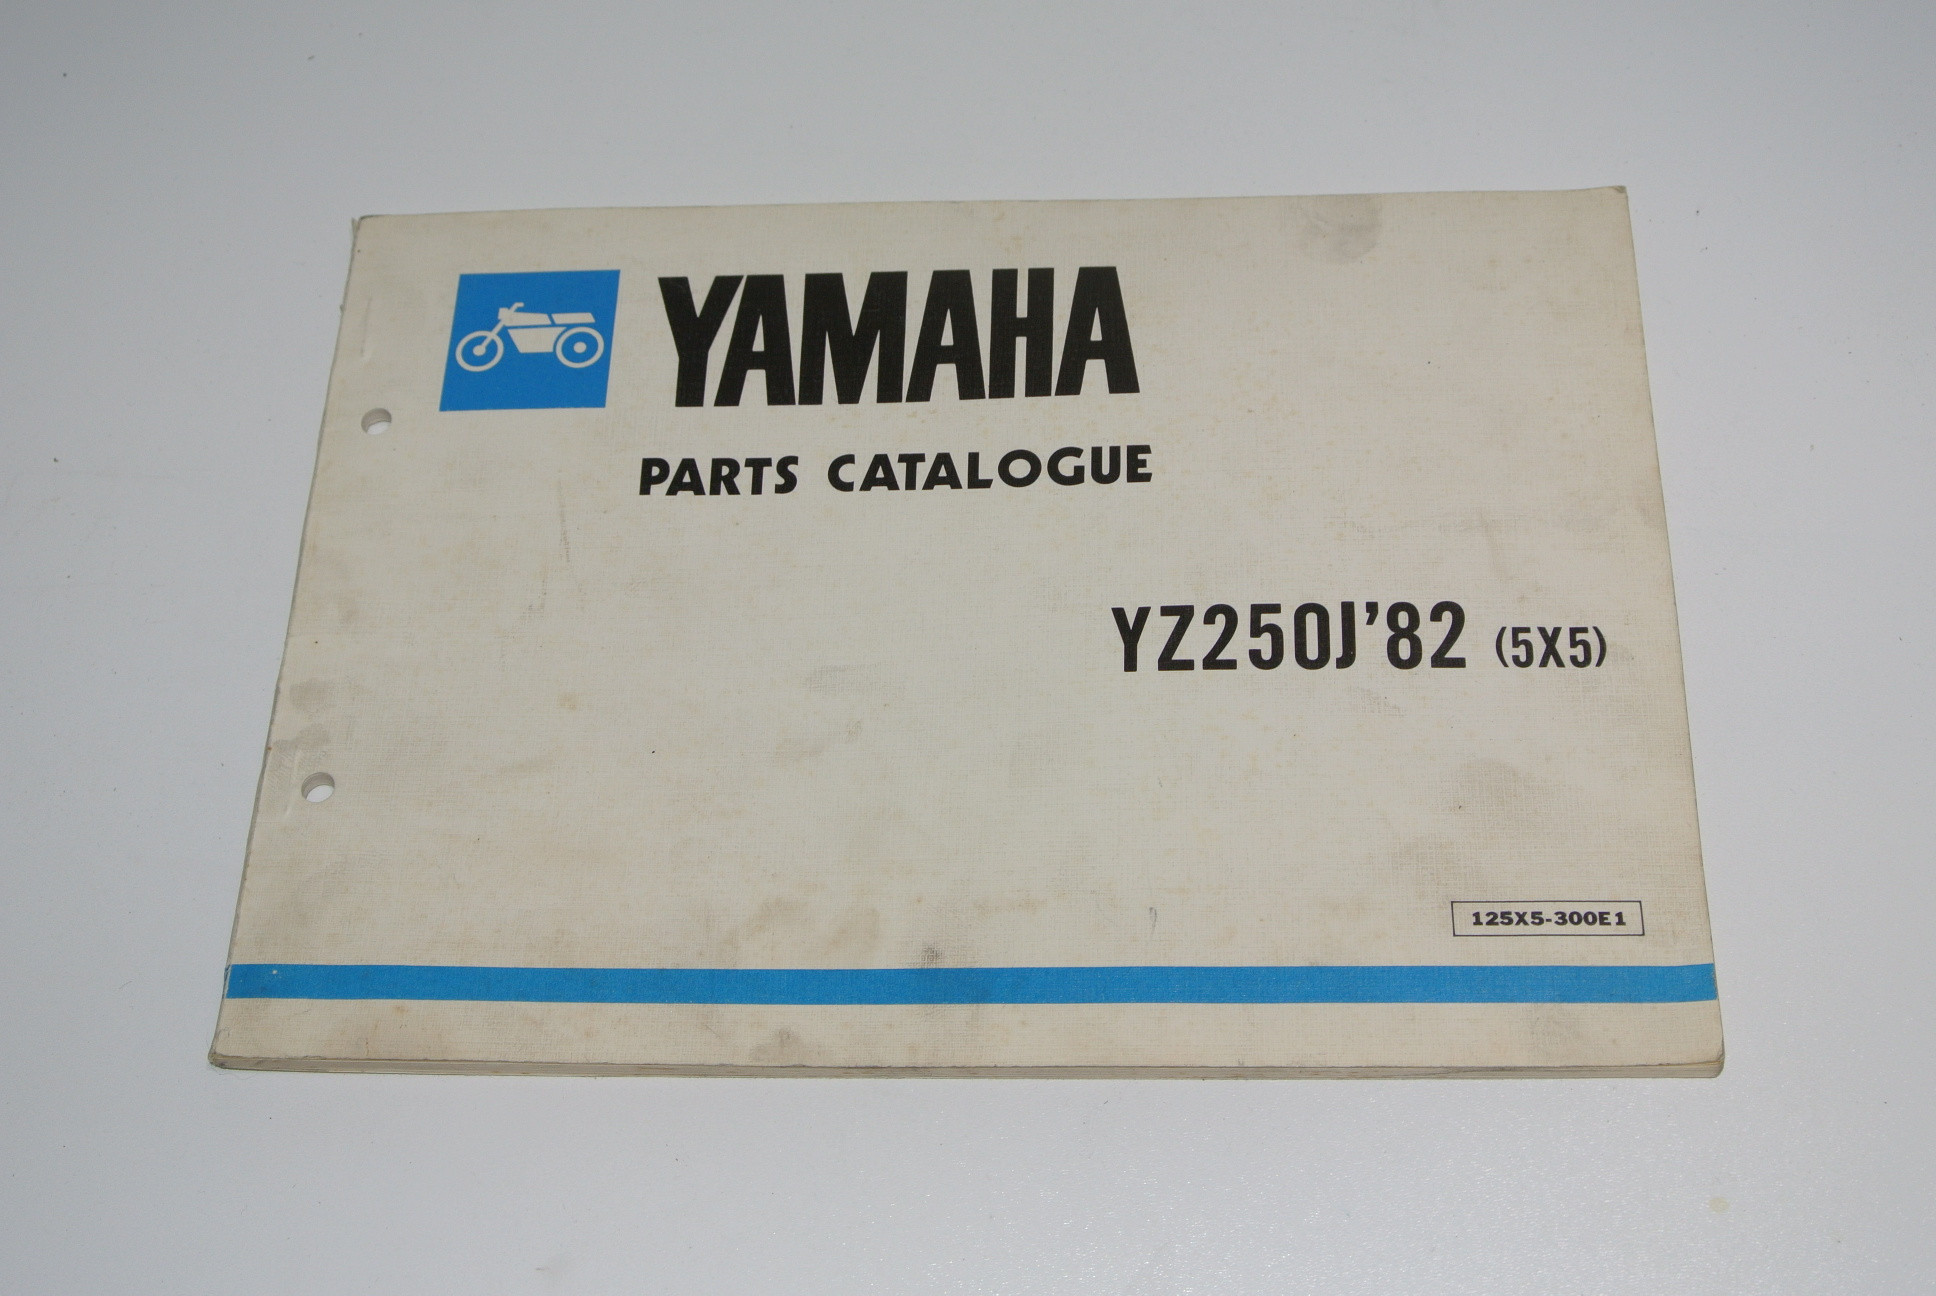 YAMAHA
PARTS CATALOGUE
YZ250J'82 (5X5)
125X5-300E1